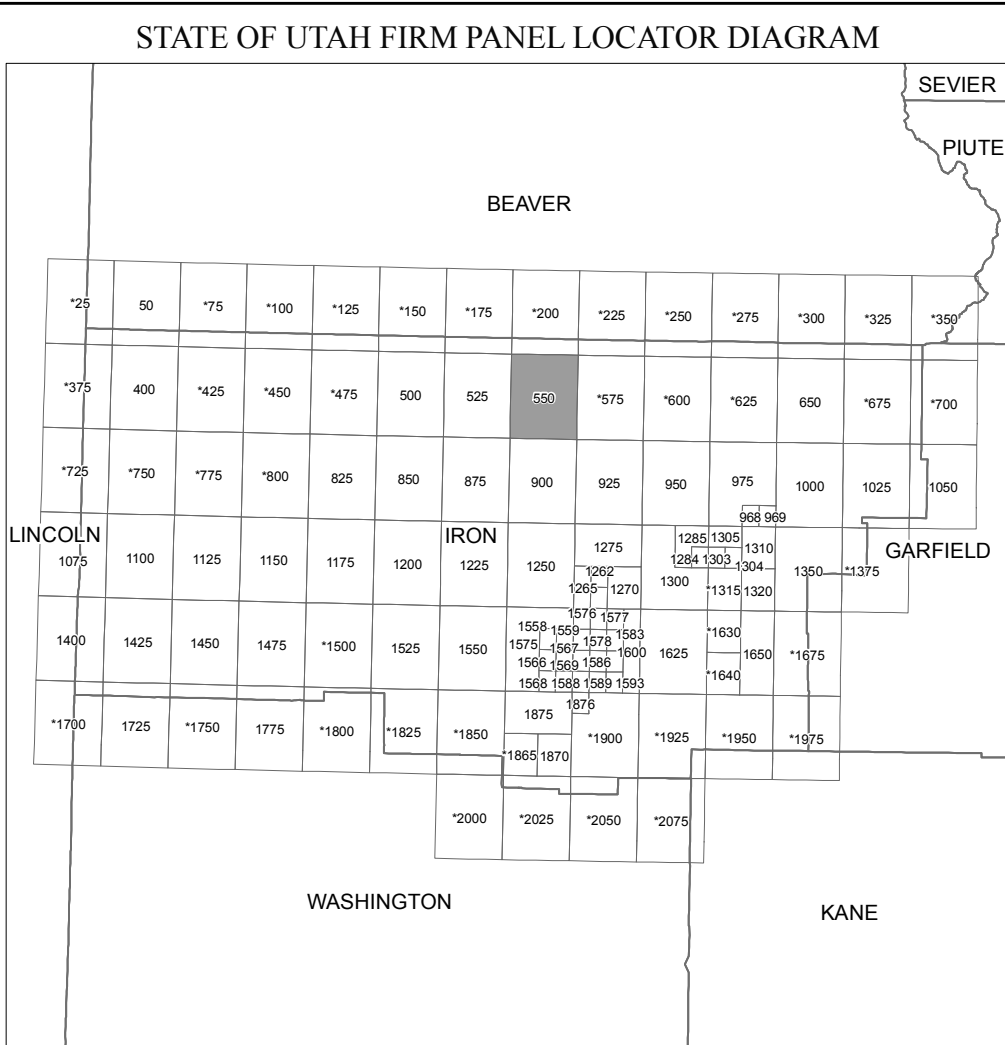 STATE OF UTAH FIRM PANEL LOCATOR DIAGRAM
SEVIER
PIUTE
BEAVER
*25 50 *75 *100 *125 *150 *175 *200 *225 *250 *275 *300 *325 *350
*375 400 *425 *450 *475 500 525 550 *575 *600 *625 650 *675 *700
*725 *750 *775 *800 825 850 875 900 925 950 975 1000 1025 1050
968 969
LINCOLN IRON GARFIELD
1285 1305
1275 1310
1284 1303 1304
1075 1100 1125 1150 1175 1200 1225 1250 1262 1300 1350 *1375
1265 1270 *1315 1320
1576 1577
1558 1559 1583 *1630
1400 1425 1450 1475 *1500 1525 1550 1575 1567 1578 1600 1625 1650 *1675
1566 1569 1586 *1640
1568 1588 1589 1593
1876
*1700 1725 *1750 1775 *1800 *1825 *1850 1875 *1900 *1925 *1950 *1975
*1865 1870
*2000 *2025 *2050 *2075
WASHINGTON
KANE